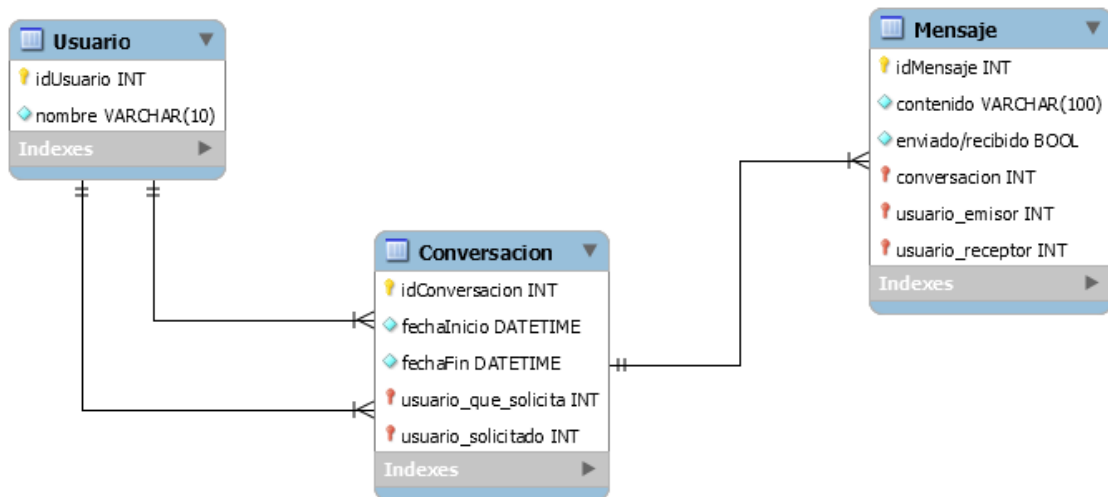 Usuario
idUsuario INT
nombre VARCHAR(10)
Indexes
Conversacion
idConversacion INT
fechaInicio DATETIME
fechaFin DATETIME
usuario_que_solicita INT
usuario_solicitado INT
Indexes
Mensaje
idMensaje INT
contenido VARCHAR(100)
enviado/recibido BOOL
conversacion INT
usuario_emisor INT
usuario_receptor INT
Indexes